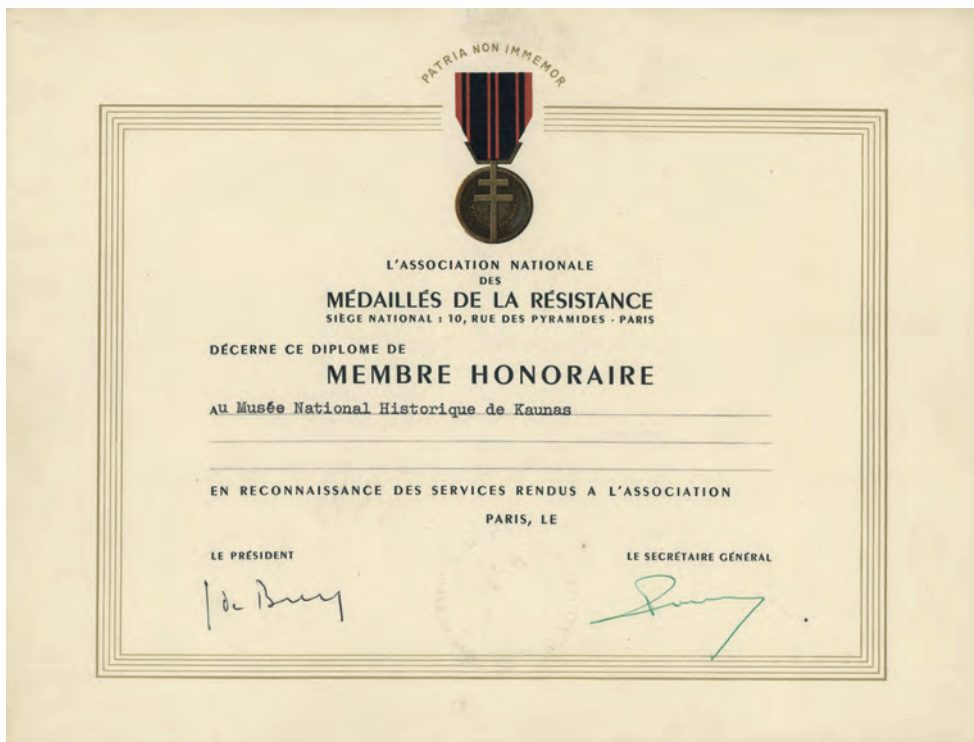 PATRIA NON IMMEMOR
L'ASSOCIATION NATIONALE
DES
MÉDAILLÉS DE LA RÉSISTANCE
SIÈGE NATIONAL : 10, RUE DES PYRAMIDES - PARIS
DÉCERNE CE DIPLOME DE
MEMBRE HONORAIRE
AU Musée National Historique de Kaunas
EN RECONNAISSANCE DES SERVICES RENDUS A L'ASSOCIATION
PARIS, LE
LE PRÉSIDENT LE SECRÉTAIRE GÉNÉRAL